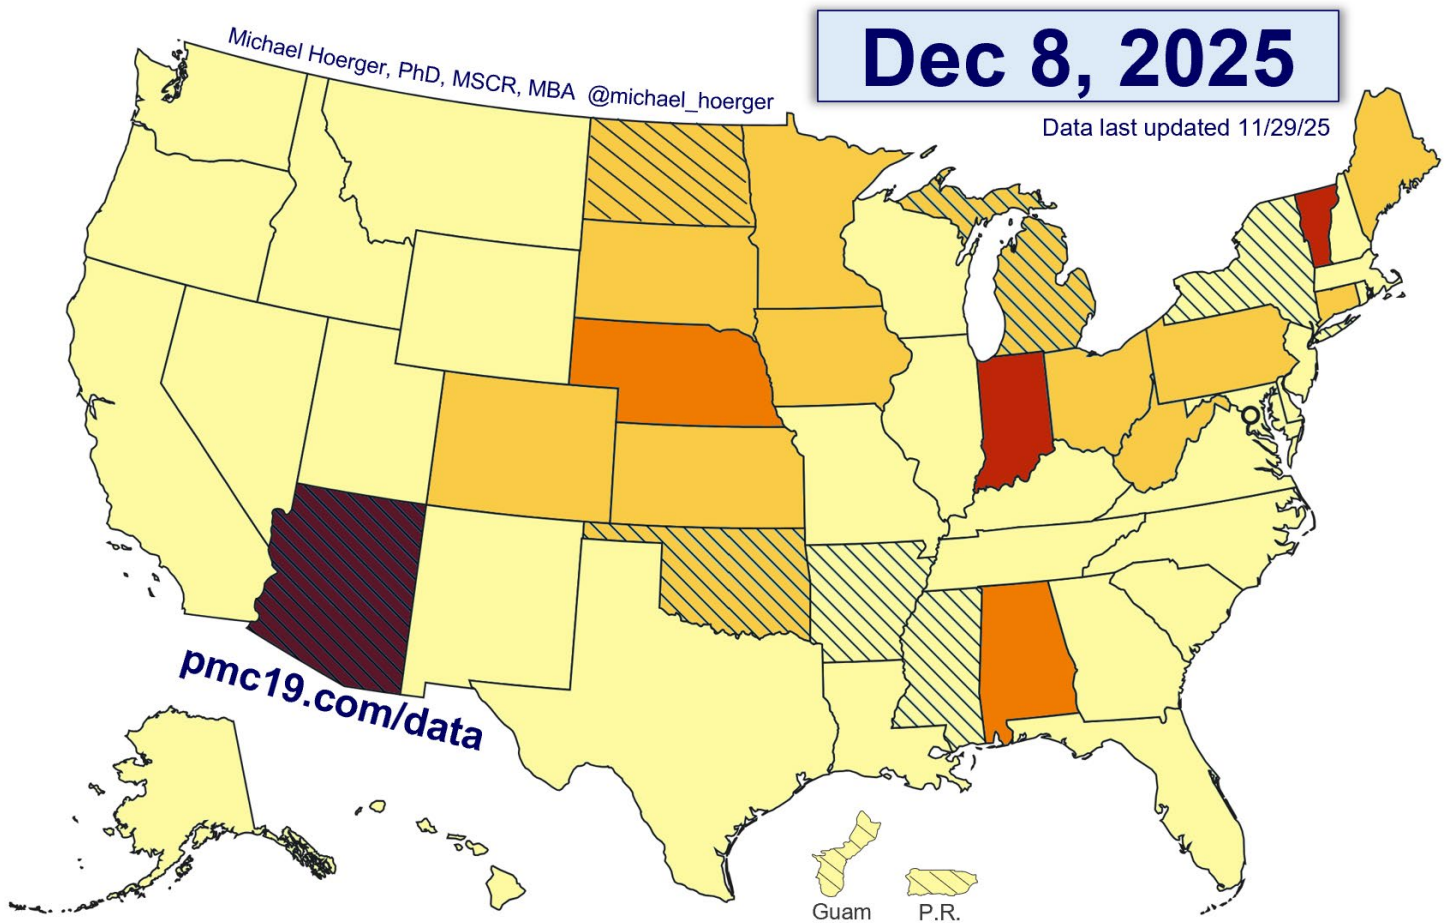 Michael Hoerger, PhD, MSCR, MBA @michael_hoerger
Dec 8, 2025
Data last updated 11/29/25
pmc19.com/data
Guam
P.R.